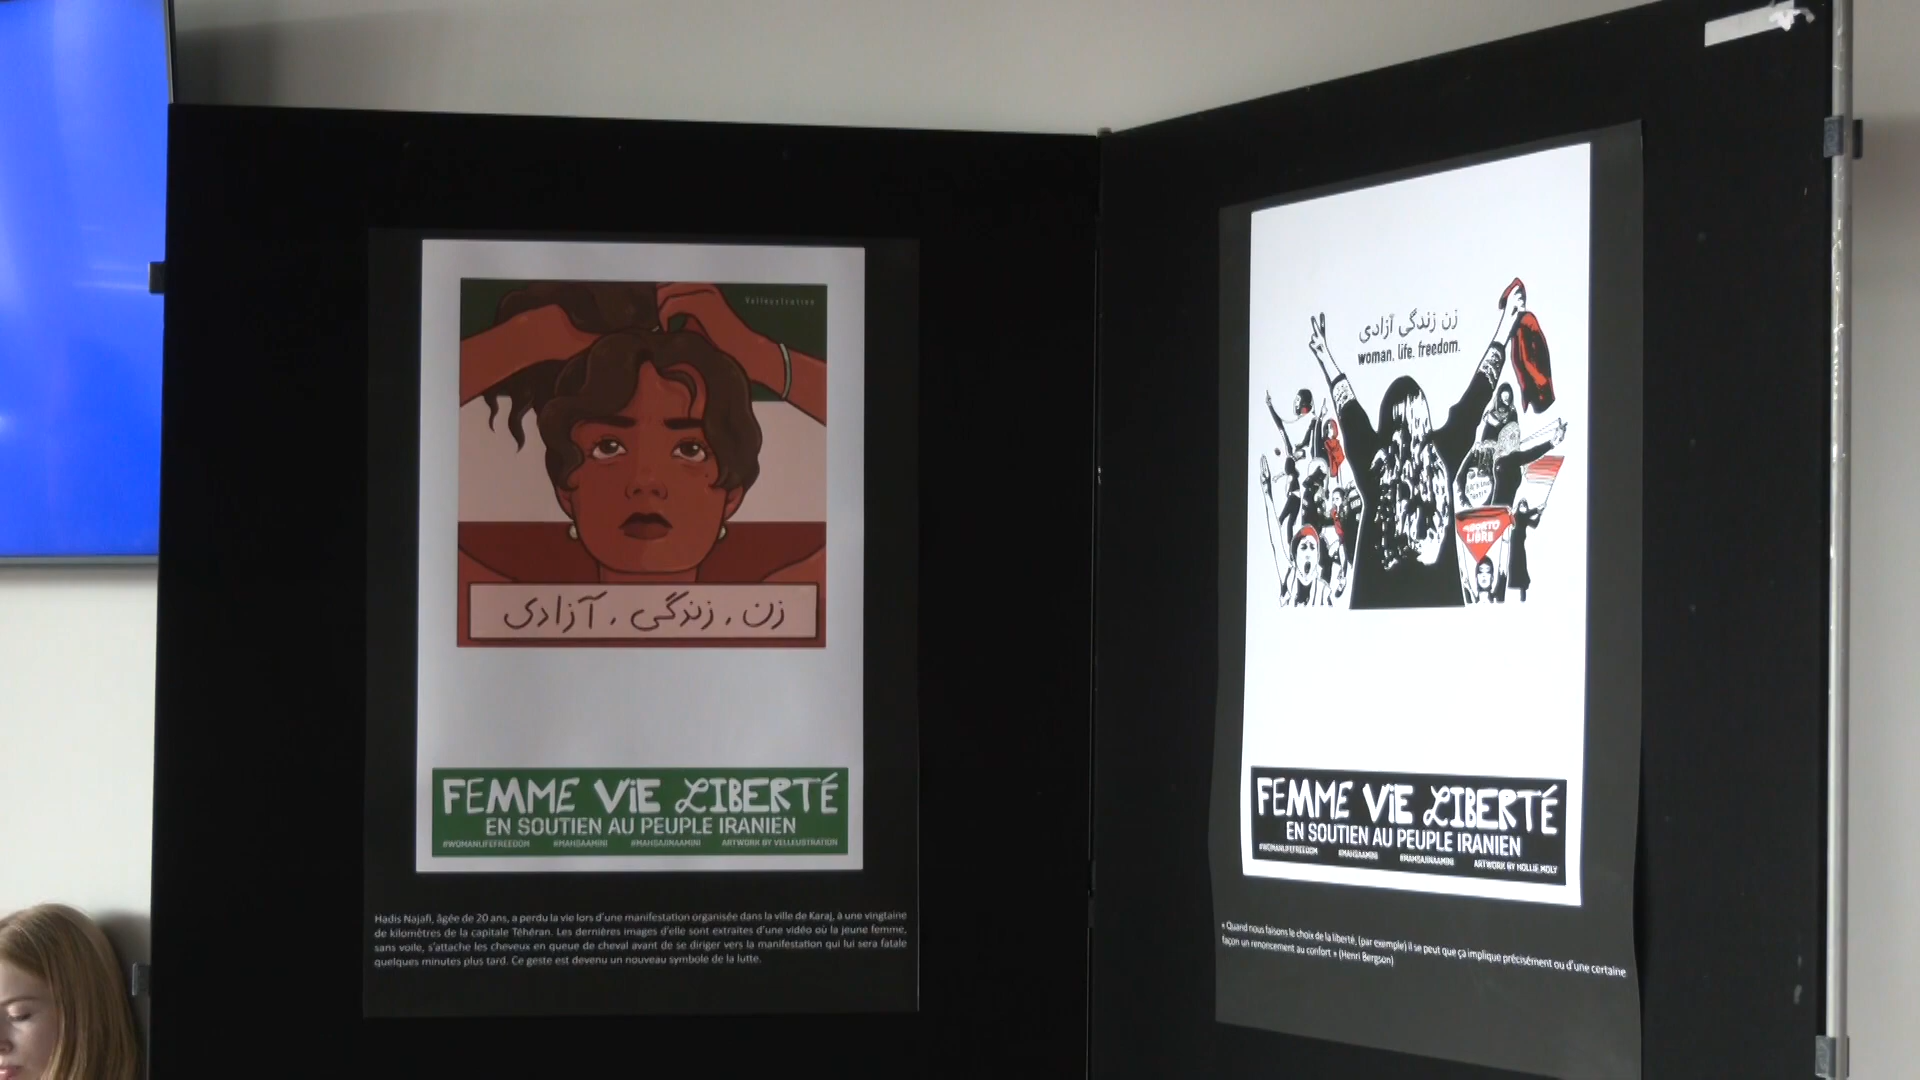 Velleustration
زن . زندگی . آزادی
FEMME ViE LIBERTÉ
EN SOUTIEN AU PEUPLE IRANIEN
#WOMANLIFEFREEDOM #MAHSAAMINI #MAHSAJINAAMINI ARTWORK BY VELLEUSTRATION
Hadis Najafi, âgée de 20 ans, a perdu la vie lors d'une manifestation organisée dans la ville de Karaj, à une vingtaine
de kilomètres de la capitale Téhéran. Les dernières images d'elle sont extraites d'une vidéo où la jeune femme,
sans voile, s'attache les cheveux en queue de cheval avant de se diriger vers la manifestation qui lui sera fatale
quelques minutes plus tard. Ce geste est devenu un nouveau symbole de la lutte.
زن زندگی آزادی
woman. life. freedom.
ABORTO
LIBRE
FEMME ViE LIBERTÉ
EN SOUTIEN AU PEUPLE IRANIEN
#WOMANLIFEFREEDOM #MAHSAAMINI #MAHSAJINAAMINI ARTWORK BY HOLLIE MOLY
« Quand nous faisons le choix de la liberté, (par exemple) il se peut que ça implique précisément ou d'une certaine
façon un renoncement au confort » (Henri Bergson)